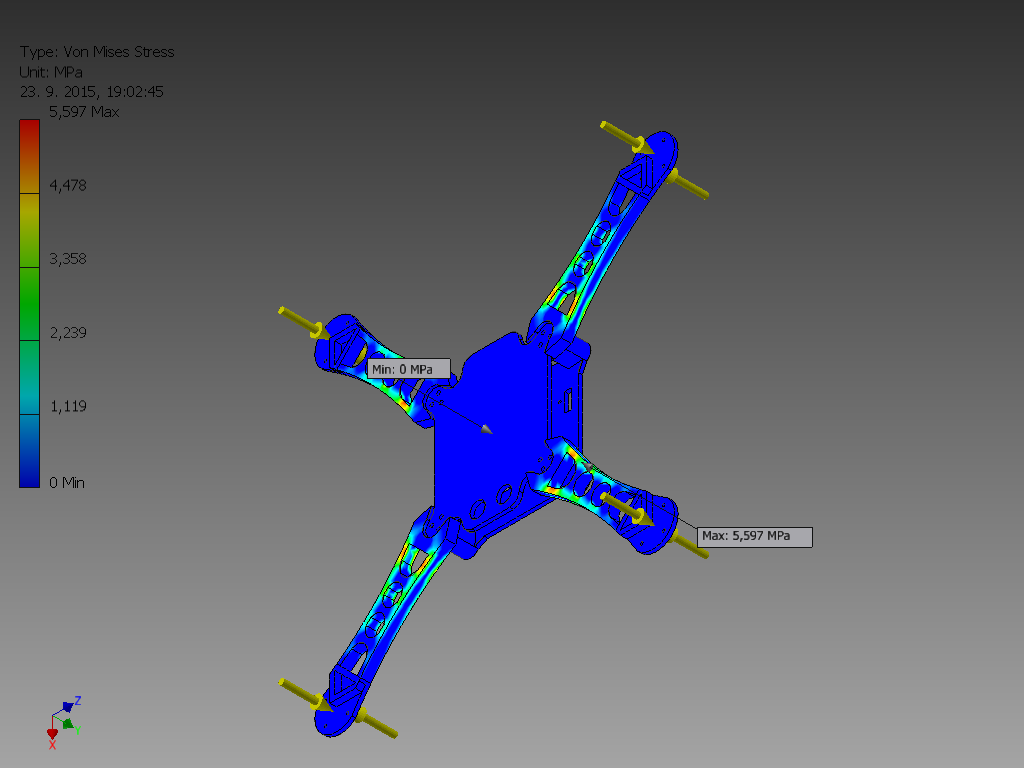 Type: Von Mises Stress
Unit: MPa
23. 9. 2015, 19:02:45
5,597 Max
4,478
3,358
2,239
1,119
0 Min
Min: 0 MPa
Max: 5,597 MPa
Z
Y
X